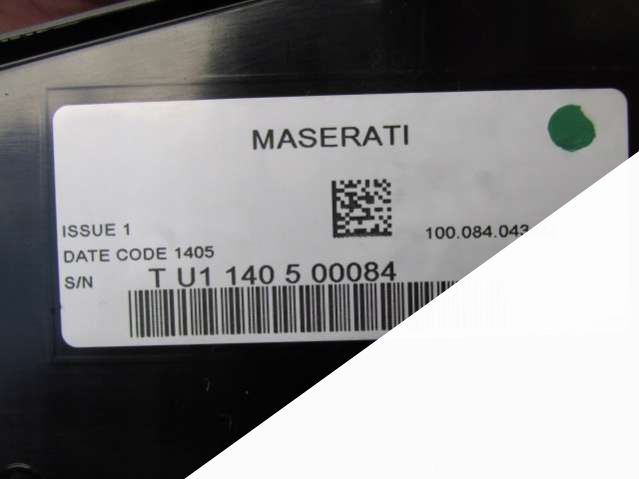 MASERATI
ISSUE 1
100.084.043
DATE CODE 1405
S/N T U1 140 5 00084